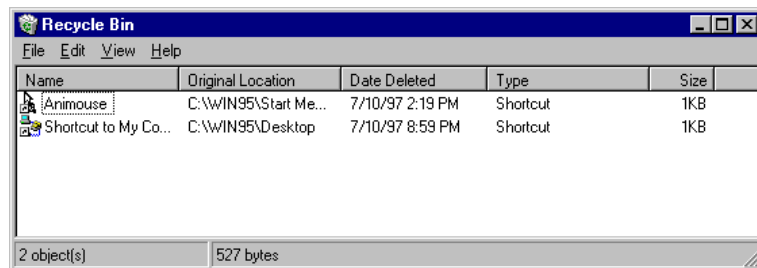 Recycle Bin
File Edit View Help
Name Original Location Date Deleted Type Size
Animouse C:\WIN95\Start Me... 7/10/97 2:19 PM Shortcut 1KB
Shortcut to My Co... C:\WIN95\Desktop 7/10/97 8:59 PM Shortcut 1KB
2 object(s) 527 bytes